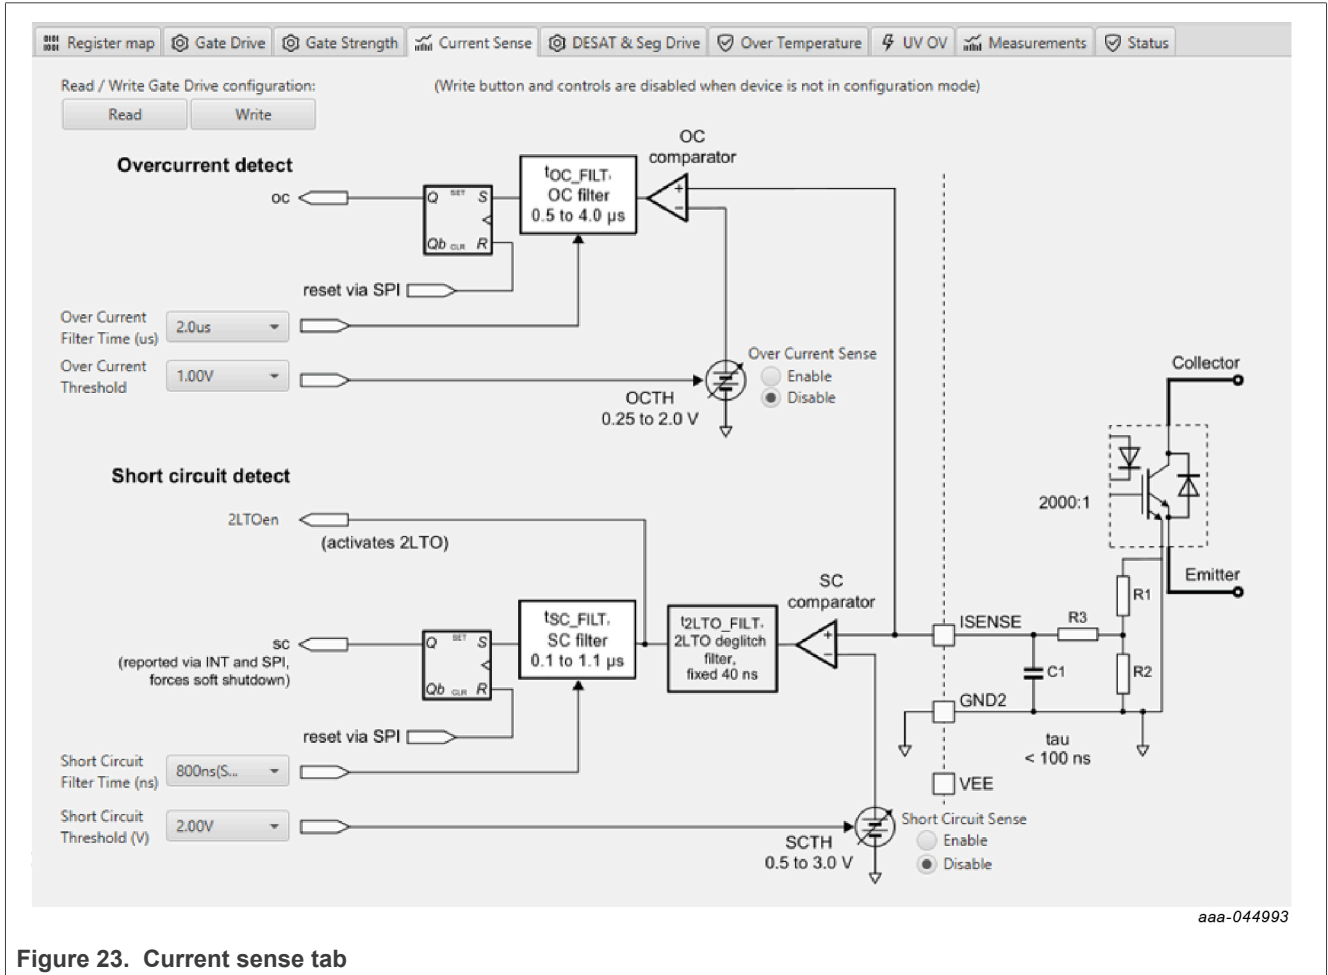 Register map Gate Drive Gate Strength Current Sense DESAT & Seg Drive Over Temperature UV OV Measurements Status
Read / Write Gate Drive configuration:
(Write button and controls are disabled when device is not in configuration mode)
Read Write
OC
comparator
Overcurrent detect
tOC_FILT,
OC filter
0.5 to 4.0 µs
+
−
OC
Q SET S
Qb CLR R
reset via SPI
Over Current
Filter Time (us)
2.0us
Over Current
Threshold
1.00V
OCTH
0.25 to 2.0 V
Over Current Sense
Enable
Disable
Collector
2000:1
Emitter
Short circuit detect
2LTOen
(activates 2LTO)
SC
comparator
tSC_FILT,
SC filter
0.1 to 1.1 µs
t2LTO_FILT,
2LTO deglitch
filter,
fixed 40 ns
+
−
sc
(reported via INT and SPI,
forces soft shutdown)
Q SET S
Qb CLR R
reset via SPI
ISENSE
R3
R1
R2
C1
GND2
tau
< 100 ns
VEE
Short Circuit
Filter Time (ns)
800ns(S...
Short Circuit
Threshold (V)
2.00V
SCTH
0.5 to 3.0 V
Short Circuit Sense
Enable
Disable
aaa-044993
Figure 23. Current sense tab